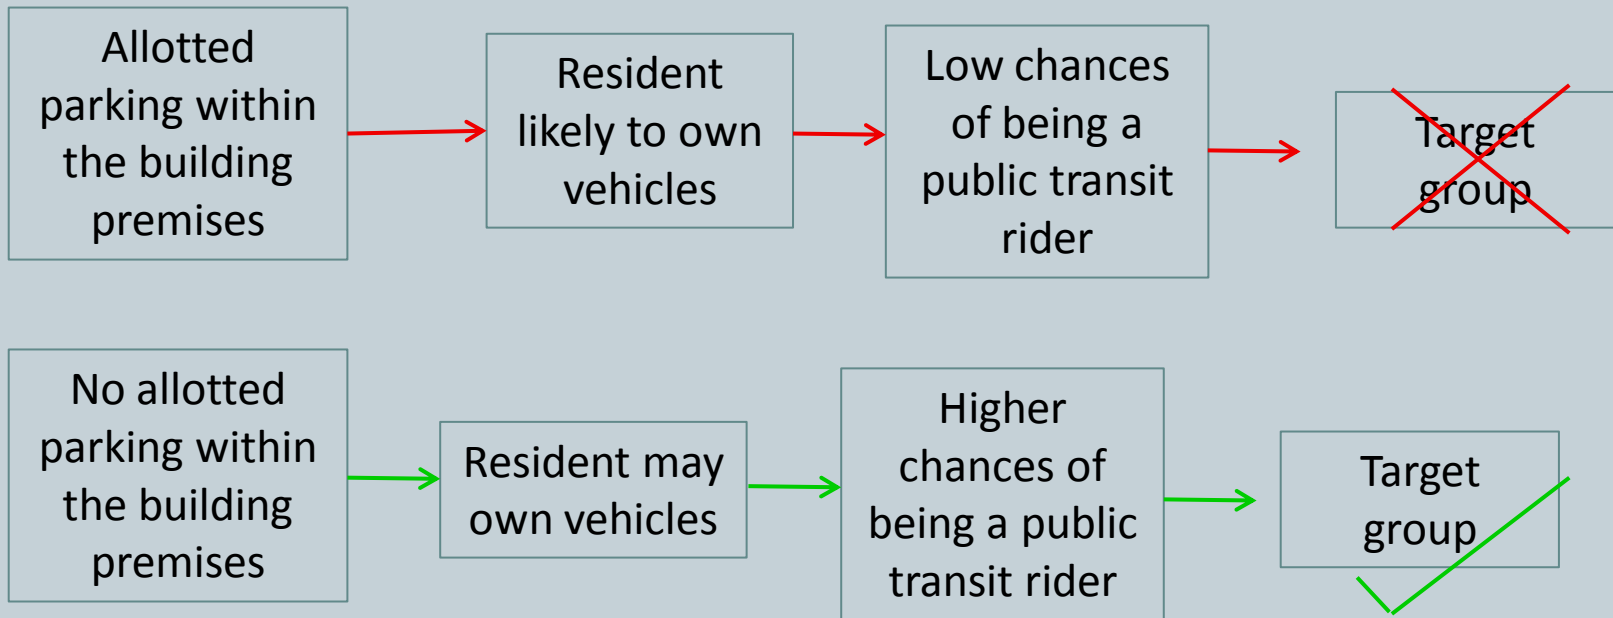 Allotted
parking within
the building
premises
Resident
likely to own
vehicles
Low chances
of being a
public transit
rider
Target
group
No allotted
parking within
the building
premises
Resident may
own vehicles
Higher
chances of
being a public
transit rider
Target
group